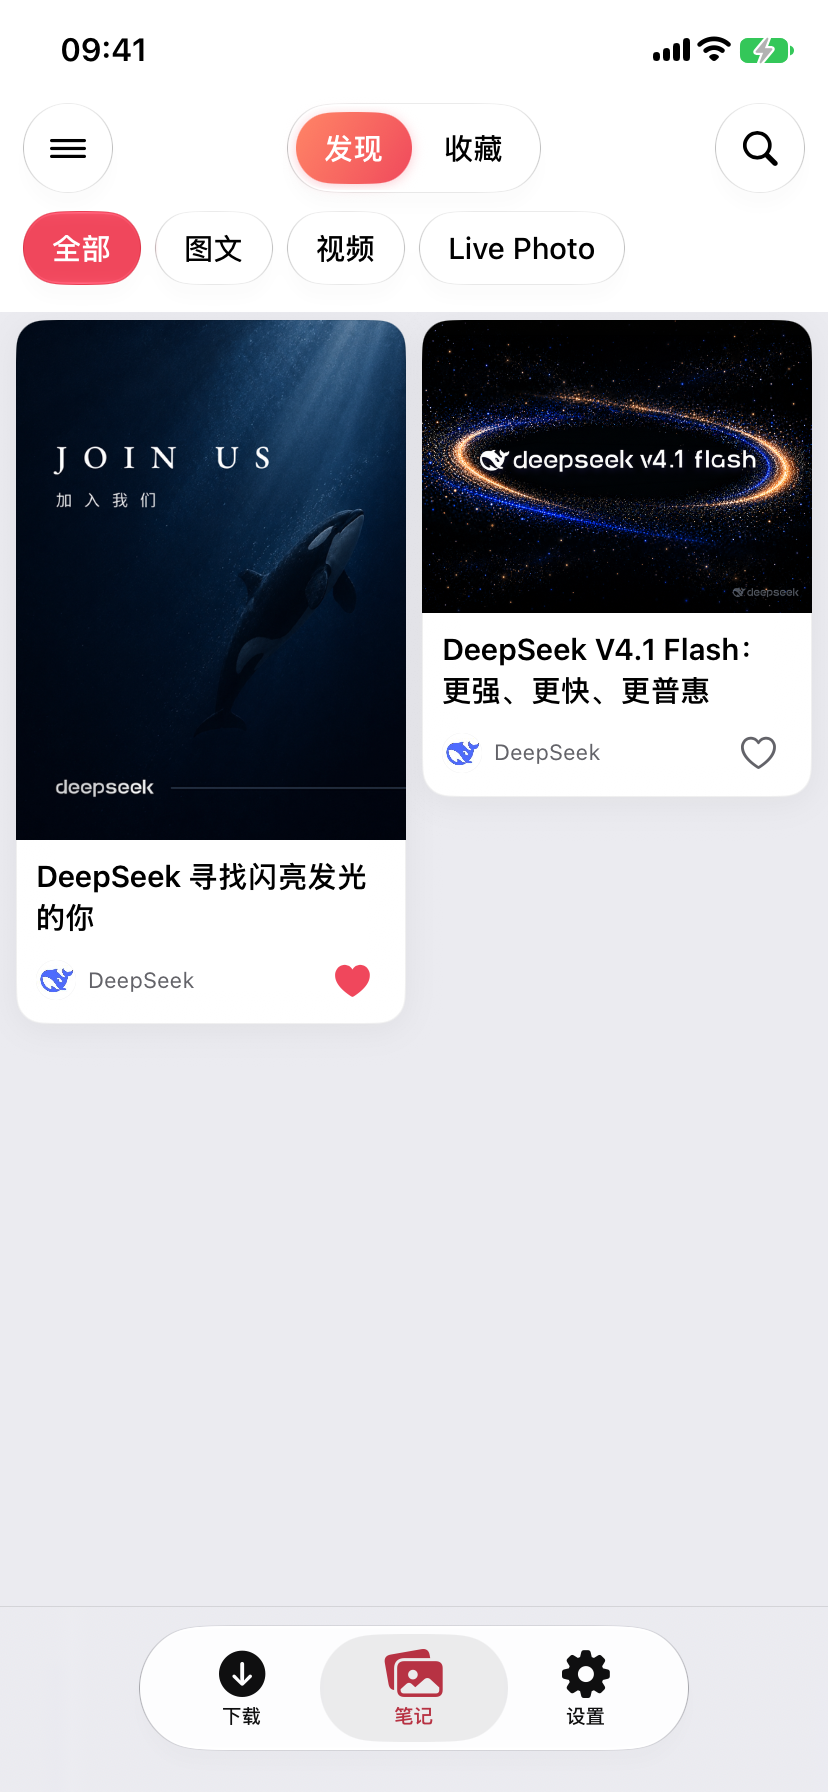 09:41
发现
收藏
全部
图文
视频
Live Photo
JOIN US
加入我们
deepseek
DeepSeek 寻找闪亮发光
的你
DeepSeek
deepseek v4.1 flash
deepseek
DeepSeek V4.1 Flash：
更强、更快、更普惠
DeepSeek
下载
笔记
设置